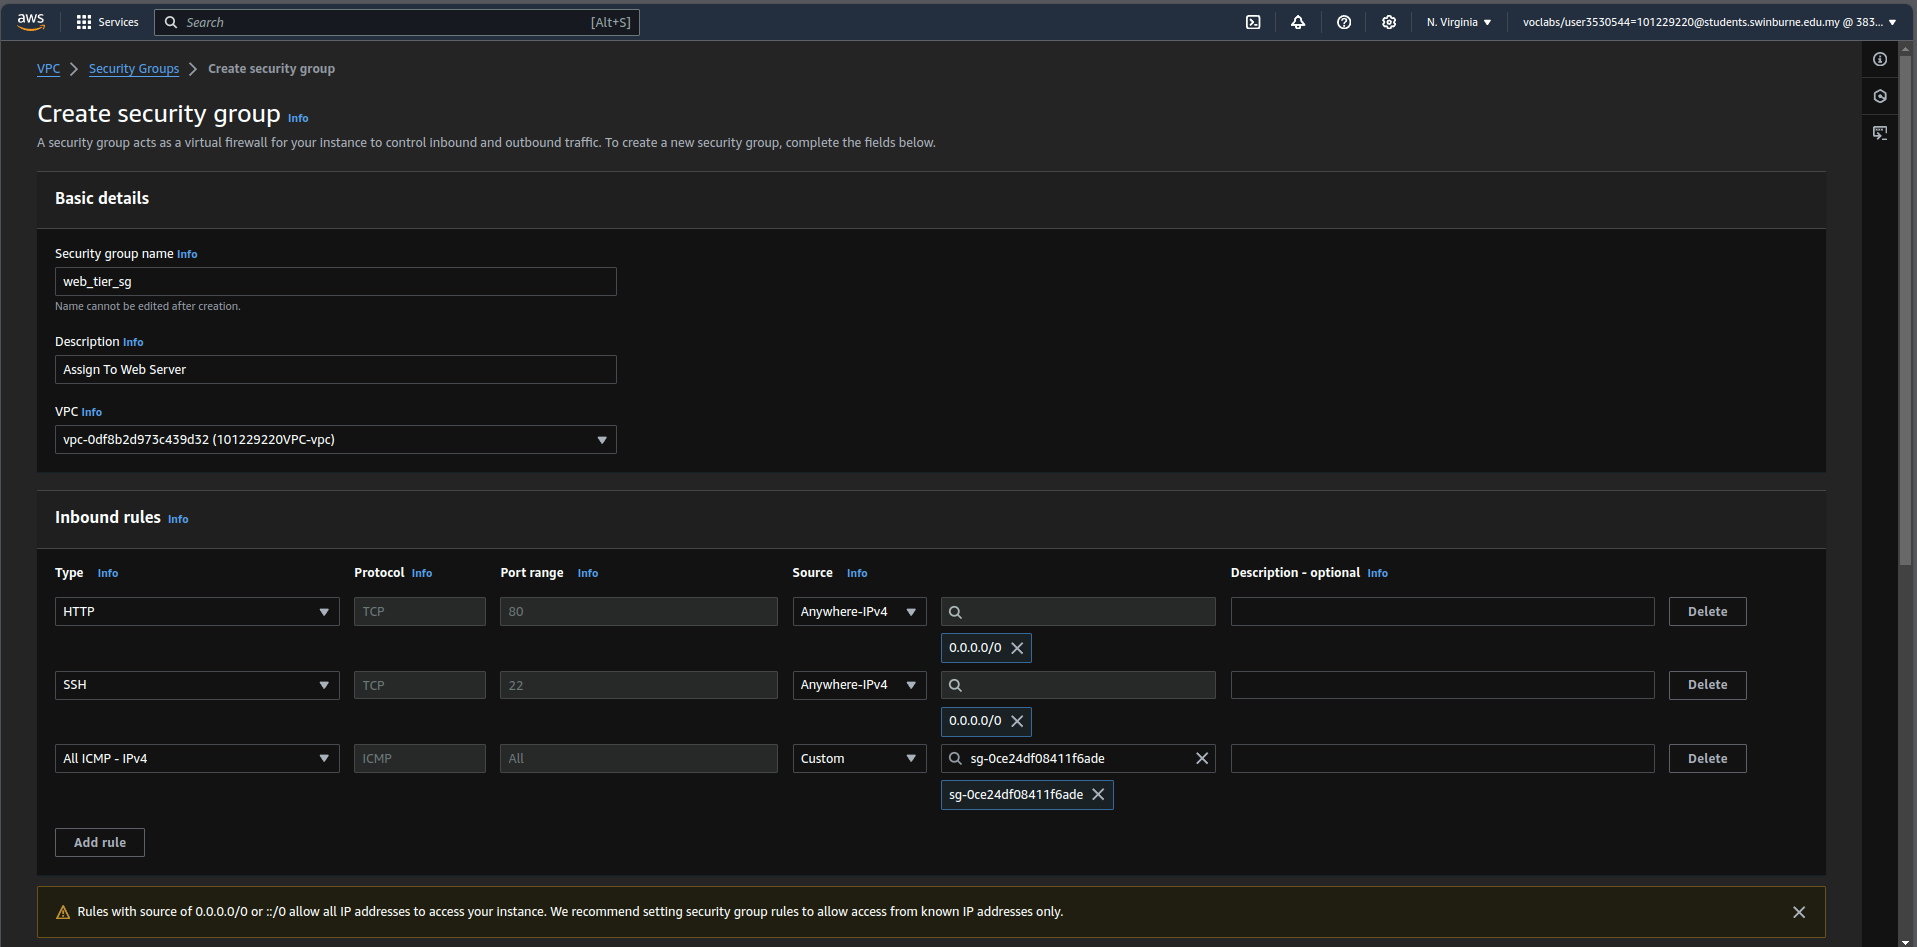 aws Services Search [Alt+S] N. Virginia voclabs/user3530544=101229220@students.swinburne.edu.my @ 383...
VPC Security Groups Create security group
Create security group Info
A security group acts as a virtual firewall for your instance to control inbound and outbound traffic. To create a new security group, complete the fields below.
Basic details
Security group name Info
web_tier_sg
Name cannot be edited after creation.
Description Info
Assign To Web Server
VPC Info
vpc-0df8b2d973c439d32 (101229220VPC-vpc)
Inbound rules Info
Type Info Protocol Info Port range Info Source Info Description - optional Info
HTTP TCP 80 Anywhere-IPv4 Delete
0.0.0.0/0
SSH TCP 22 Anywhere-IPv4 Delete
0.0.0.0/0
All ICMP - IPv4 ICMP All Custom sg-0ce24df08411f6ade Delete
sg-0ce24df08411f6ade
Add rule
Rules with source of 0.0.0.0/0 or ::/0 allow all IP addresses to access your instance. We recommend setting security group rules to allow access from known IP addresses only.